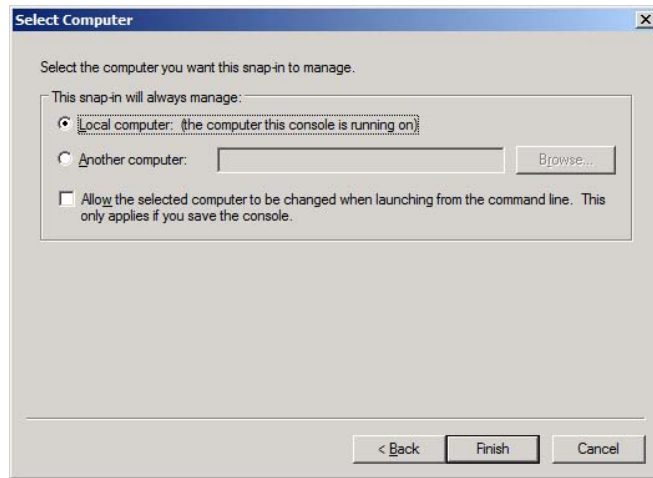 Select Computer
Select the computer you want this snap-in to manage.
This snap-in will always manage:
Local computer: (the computer this console is running on)
Another computer:
Browse...
Allow the selected computer to be changed when launching from the command line. This
only applies if you save the console.
< Back Finish Cancel